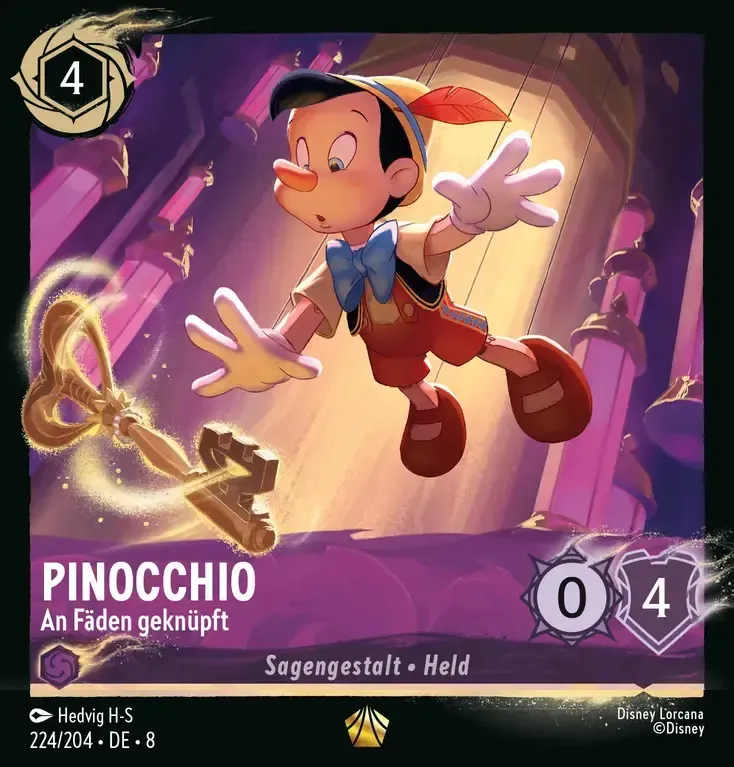 4
PINOCCHIO
An Fäden geknüpft
0
4
Sagengestalt • Held
Hedvig H-S
224/204 • DE • 8
Disney Lorcana
©Disney